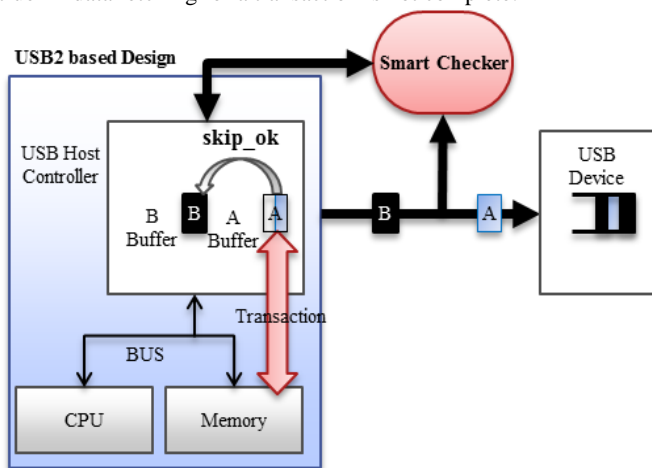 USB2 based Design
Smart Checker
skip_ok
USB Host
Controller
B
A
B
Buffer
A
Buffer
B
A
USB
Device
Transaction
BUS
CPU
Memory